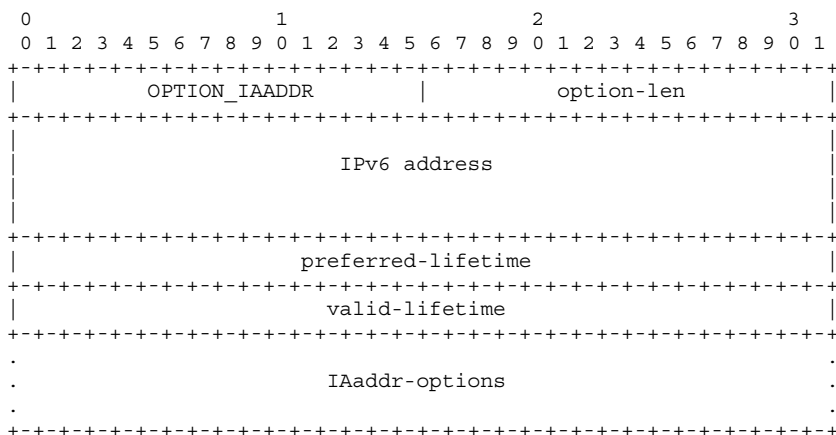 0                   1                   2                   3
 0 1 2 3 4 5 6 7 8 9 0 1 2 3 4 5 6 7 8 9 0 1 2 3 4 5 6 7 8 9 0 1
+-+-+-+-+-+-+-+-+-+-+-+-+-+-+-+-+-+-+-+-+-+-+-+-+-+-+-+-+-+-+-+-+
|          OPTION_IAADDR        |          option-len           |
+-+-+-+-+-+-+-+-+-+-+-+-+-+-+-+-+-+-+-+-+-+-+-+-+-+-+-+-+-+-+-+-+
|                                                               |
|                         IPv6 address                          |
|                                                               |
|                                                               |
+-+-+-+-+-+-+-+-+-+-+-+-+-+-+-+-+-+-+-+-+-+-+-+-+-+-+-+-+-+-+-+-+
|                      preferred-lifetime                       |
+-+-+-+-+-+-+-+-+-+-+-+-+-+-+-+-+-+-+-+-+-+-+-+-+-+-+-+-+-+-+-+-+
|                        valid-lifetime                         |
+-+-+-+-+-+-+-+-+-+-+-+-+-+-+-+-+-+-+-+-+-+-+-+-+-+-+-+-+-+-+-+-+
.                                                               .
.                        IAaddr-options                         .
.                                                               .
+-+-+-+-+-+-+-+-+-+-+-+-+-+-+-+-+-+-+-+-+-+-+-+-+-+-+-+-+-+-+-+-+